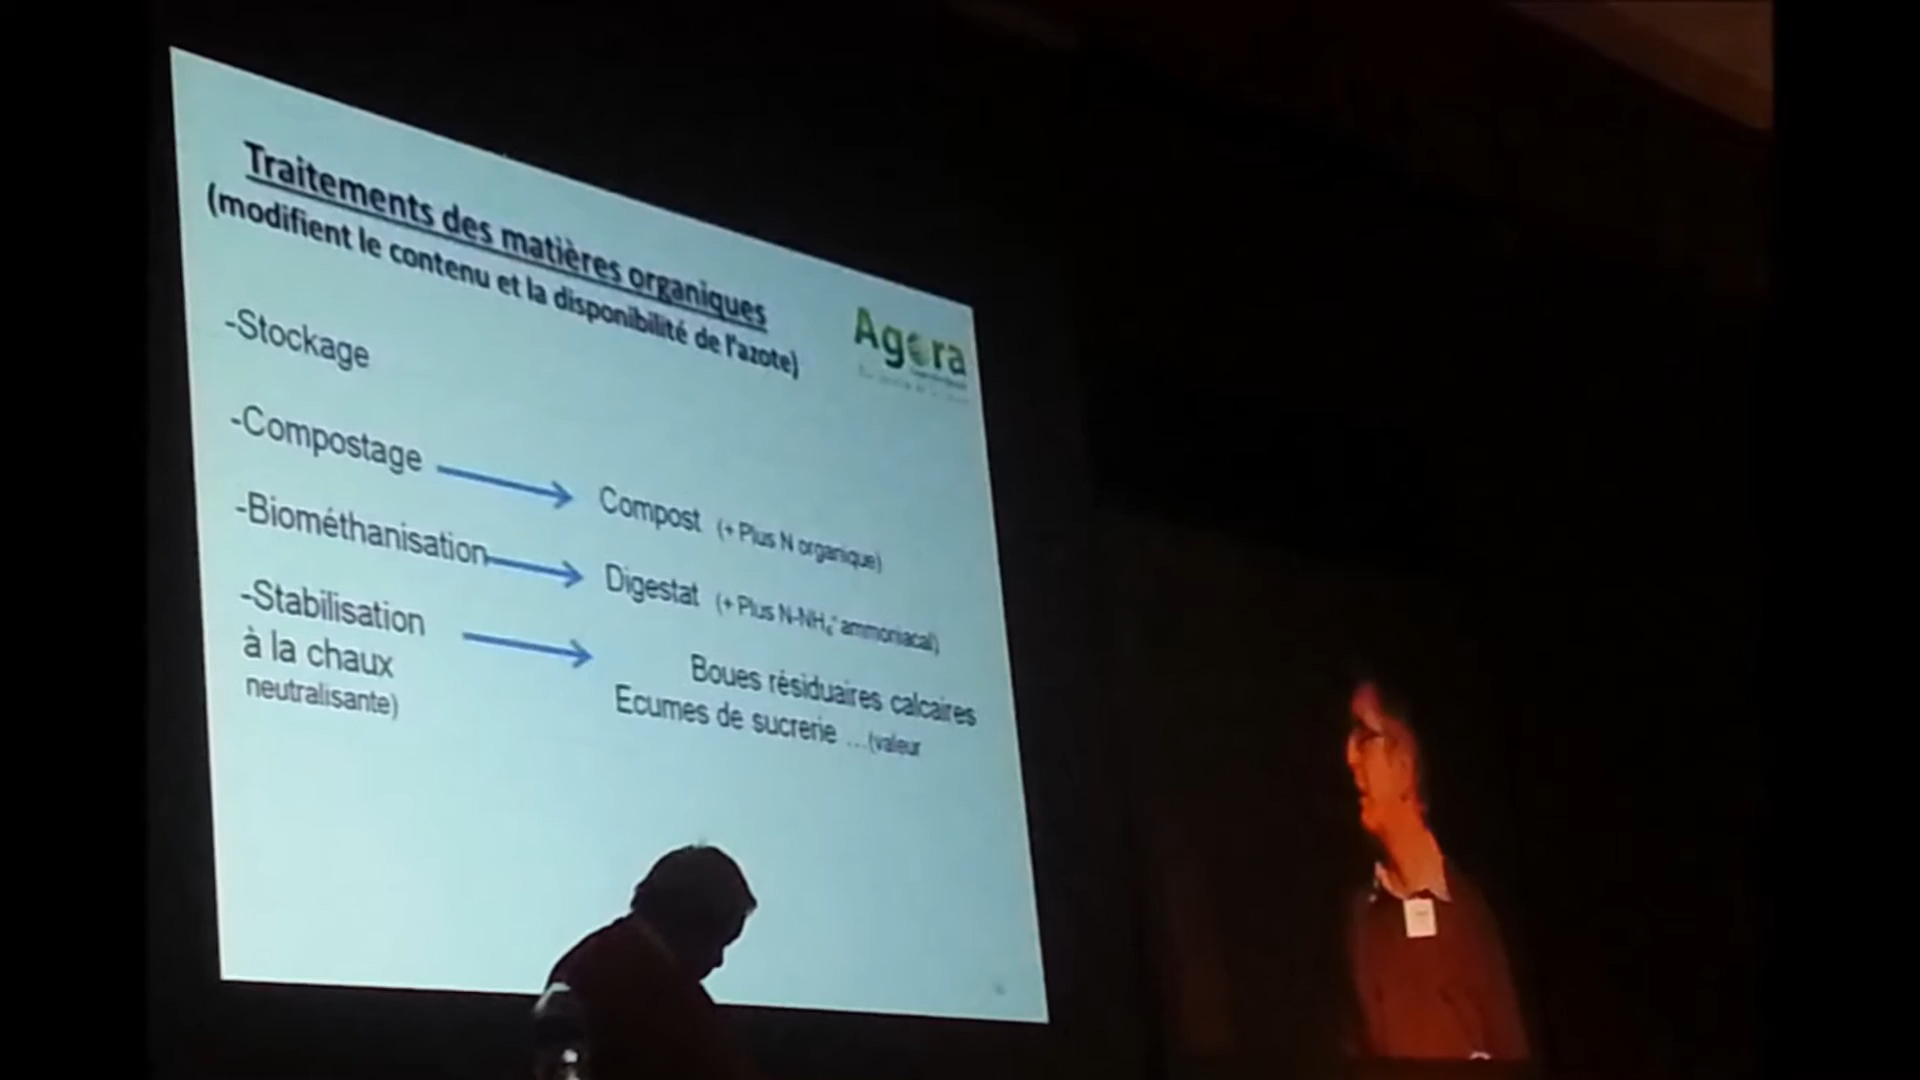 Traitements des matières organiques
(modifient le contenu et la disponibilité de l'azote)
Agora
-Stockage
-Compostage
Compost (+ Plus N organique)
-Biométhanisation
Digestat (+ Plus N-NH₄⁺ ammoniacal)
-Stabilisation
à la chaux
neutralisante)
Boues résiduaires calcaires
Ecumes de sucrerie ...(valeur